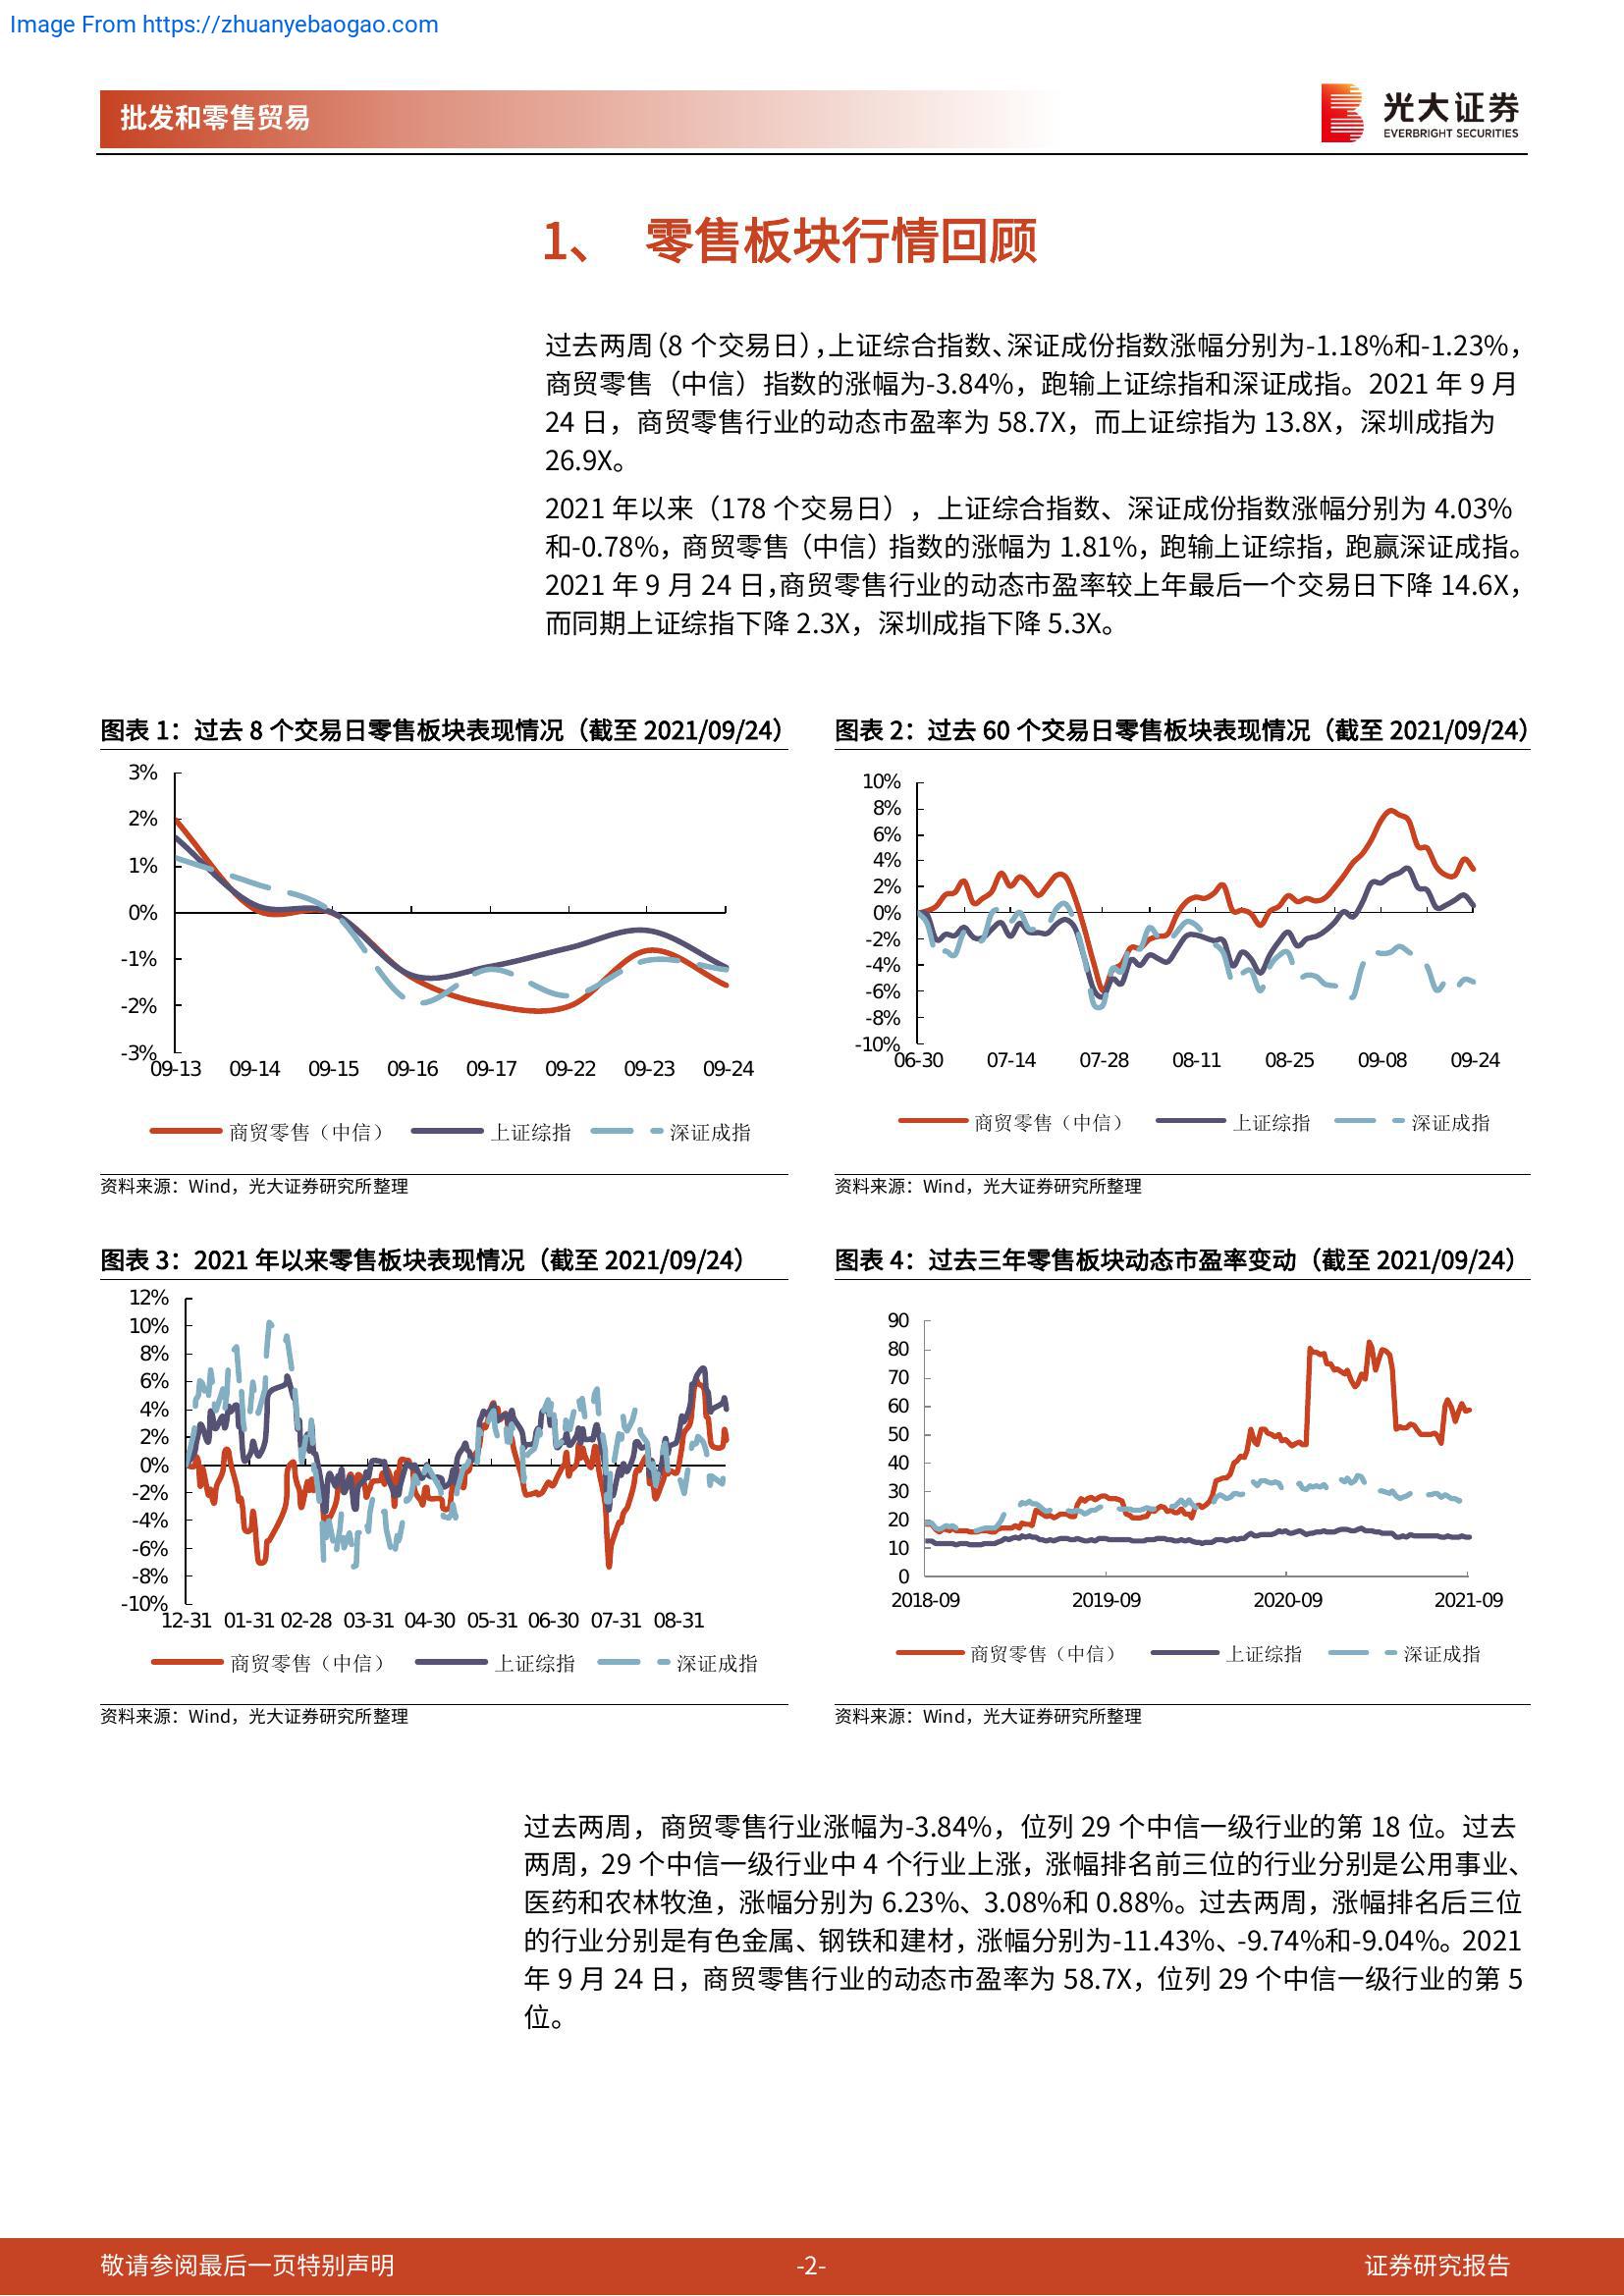 Image From https://zhuanyebaogao.com
批发和零售贸易
光大证券
EVERBRIGHT SECURITIES
1、 零售板块行情回顾
过去两周（8 个交易日），上证综合指数、深证成份指数涨幅分别为-1.18%和-1.23%，
商贸零售（中信）指数的涨幅为-3.84%，跑输上证综指和深证成指。2021 年 9 月
24 日，商贸零售行业的动态市盈率为 58.7X，而上证综指为 13.8X，深圳成指为
26.9X。
2021 年以来（178 个交易日），上证综合指数、深证成份指数涨幅分别为 4.03%
和-0.78%，商贸零售（中信）指数的涨幅为 1.81%，跑输上证综指，跑赢深证成指。
2021 年 9 月 24 日，商贸零售行业的动态市盈率较上年最后一个交易日下降 14.6X，
而同期上证综指下降 2.3X，深圳成指下降 5.3X。
图表 1：过去 8 个交易日零售板块表现情况（截至 2021/09/24）
3%
2%
1%
0%
-1%
-2%
-3%
09-13 09-14 09-15 09-16 09-17 09-22 09-23 09-24
商贸零售（中信） 上证综指 深证成指
资料来源：Wind，光大证券研究所整理
图表 2：过去 60 个交易日零售板块表现情况（截至 2021/09/24）
10%
8%
6%
4%
2%
0%
-2%
-4%
-6%
-8%
-10%
06-30 07-14 07-28 08-11 08-25 09-08 09-24
商贸零售（中信） 上证综指 深证成指
资料来源：Wind，光大证券研究所整理
图表 3：2021 年以来零售板块表现情况（截至 2021/09/24）
12%
10%
8%
6%
4%
2%
0%
-2%
-4%
-6%
-8%
-10%
12-31 01-31 02-28 03-31 04-30 05-31 06-30 07-31 08-31
商贸零售（中信） 上证综指 深证成指
资料来源：Wind，光大证券研究所整理
图表 4：过去三年零售板块动态市盈率变动（截至 2021/09/24）
90
80
70
60
50
40
30
20
10
0
2018-09 2019-09 2020-09 2021-09
商贸零售（中信） 上证综指 深证成指
资料来源：Wind，光大证券研究所整理
过去两周，商贸零售行业涨幅为-3.84%，位列 29 个中信一级行业的第 18 位。过去
两周，29 个中信一级行业中 4 个行业上涨，涨幅排名前三位的行业分别是公用事业、
医药和农林牧渔，涨幅分别为 6.23%、3.08%和 0.88%。过去两周，涨幅排名后三位
的行业分别是有色金属、钢铁和建材，涨幅分别为-11.43%、-9.74%和-9.04%。2021
年 9 月 24 日，商贸零售行业的动态市盈率为 58.7X，位列 29 个中信一级行业的第 5
位。
敬请参阅最后一页特别声明
-2-
证券研究报告